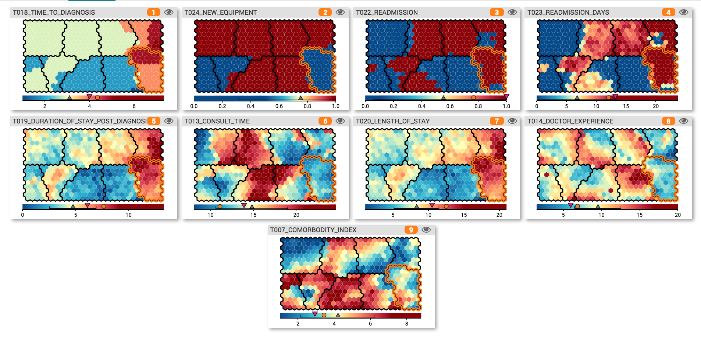 T018_TIME_TO_DIAGNOSIS 1
2 4 6
T024_NEW_EQUIPMENT 2
0.0 0.2 0.4 0.6 0.8 1.0
T022_READMISSION 3
0.0 0.2 0.4 0.6 0.8 1.0
T023_READMISSION_DAYS 4
0 5 10 15 20
T019_DURATION_OF_STAY_POST_DIAGNOSI 5
0 5 10
T013_CONSULT_TIME 6
10 15 20
T020_LENGTH_OF_STAY 7
5 10 15
T014_DOCTOR_EXPERIENCE 8
5 10 15 20
T007_COMORBODITY_INDEX 9
2 4 6 8